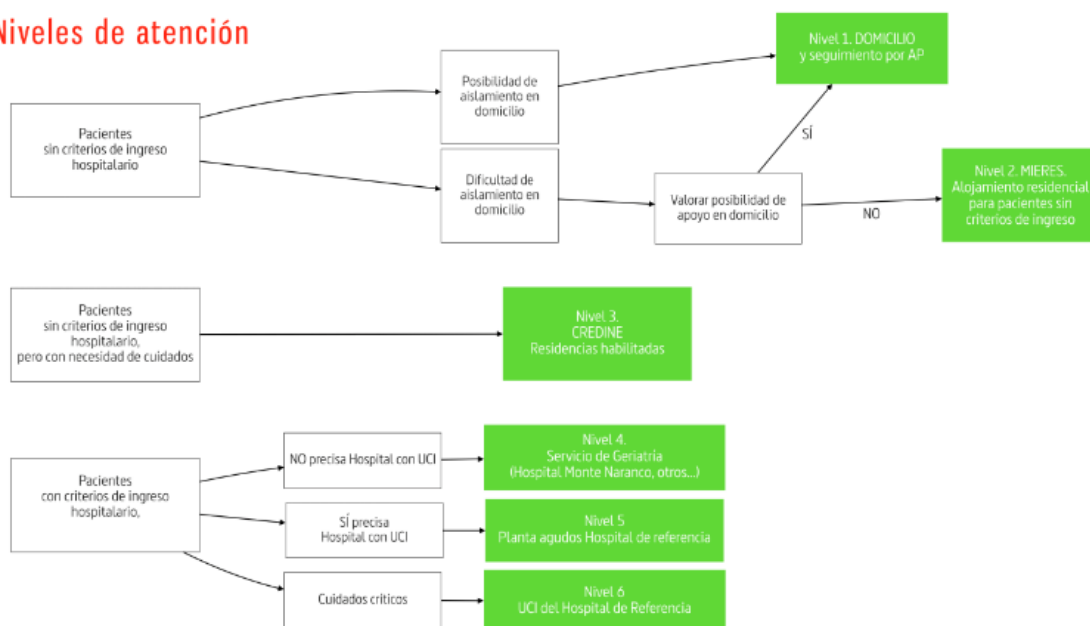 Niveles de atención
Nivel 1. DOMICILIO
y seguimiento por AP
Posibilidad de
aislamiento en
domicilio
Pacientes
sin criterios de ingreso
hospitalario
SÍ
Dificultad de
aislamiento en
domicilio
Valorar posibilidad de
apoyo en domicilio
NO
Nivel 2. MIERES.
Alojamiento residencial
para pacientes sin
criterios de ingreso
Pacientes
sin criterios de ingreso
hospitalario,
pero con necesidad de cuidados
Nivel 3.
CREDINE
Residencias habilitadas
Pacientes
con criterios de ingreso
hospitalario,
NO precisa Hospital con UCI
Nivel 4.
Servicio de Geriatría
(Hospital Monte Naranco, otros...)
SÍ precisa
Hospital con UCI
Nivel 5
Planta agudos Hospital de referencia
Cuidados críticos
Nivel 6
UCI del Hospital de Referencia